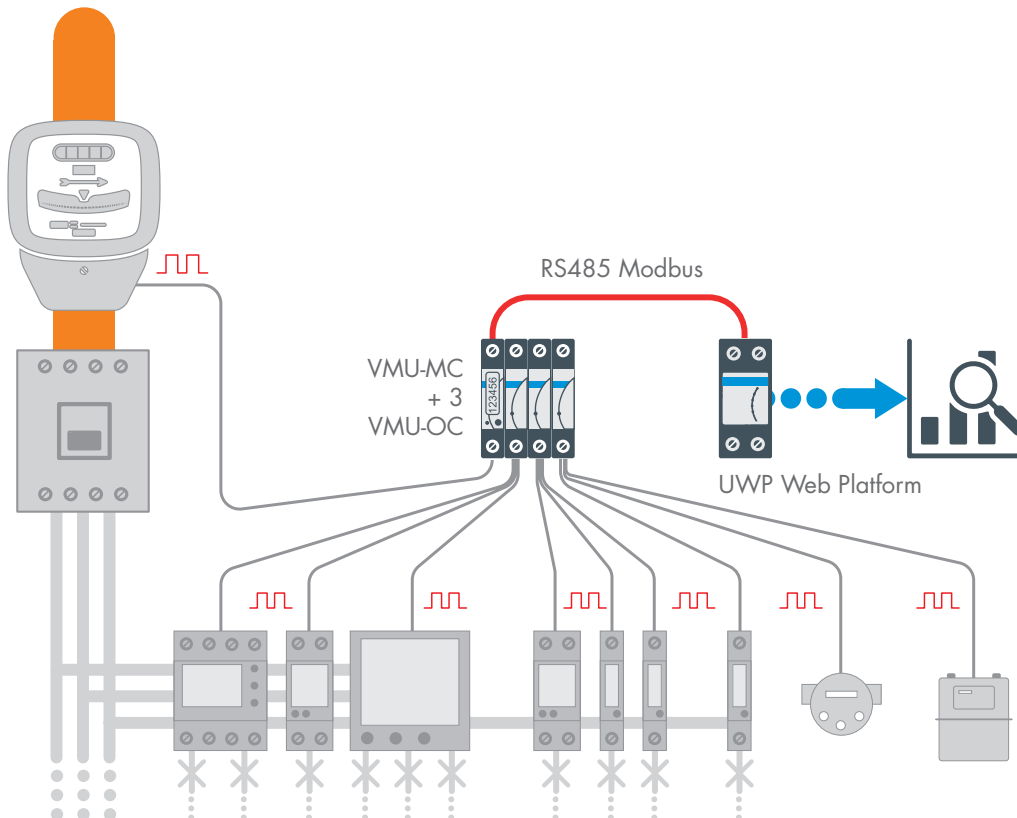 RS485 Modbus
VMU-MC
+ 3
VMU-OC
123456
UWP Web Platform